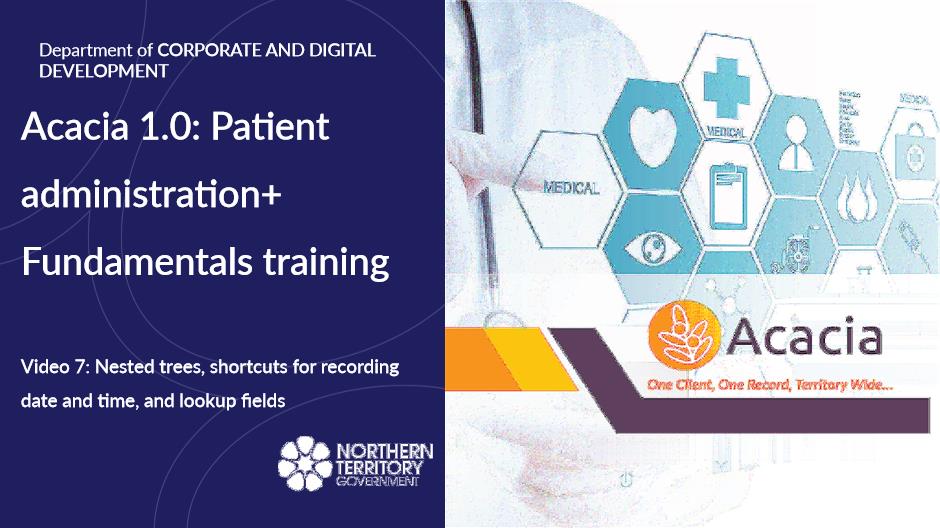 Department of CORPORATE AND DIGITAL
DEVELOPMENT
Acacia 1.0: Patient
administration+
Fundamentals training
Video 7: Nested trees, shortcuts for recording
date and time, and lookup fields
NORTHERN
TERRITORY
GOVERNMENT
MEDICAL
MEDICAL
MEDICAL
Acacia
One Client, One Record, Territory Wide...